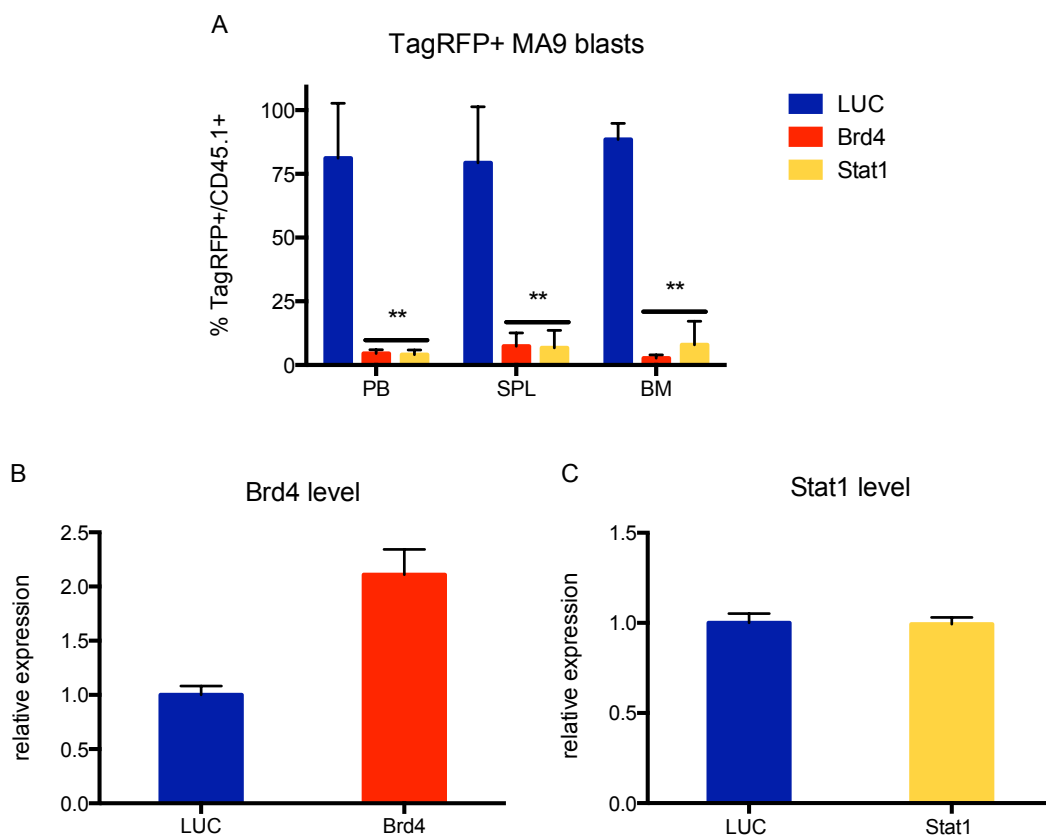 A
TagRFP+ MA9 blasts
% TagRFP+/CD45.1+
100
75
50
25
0
**
**
**
PB
SPL
BM
LUC
Brd4
Stat1
B
Brd4 level
relative expression
2.5
2.0
1.5
1.0
0.5
0.0
LUC
Brd4
C
Stat1 level
relative expression
1.5
1.0
0.5
0.0
LUC
Stat1